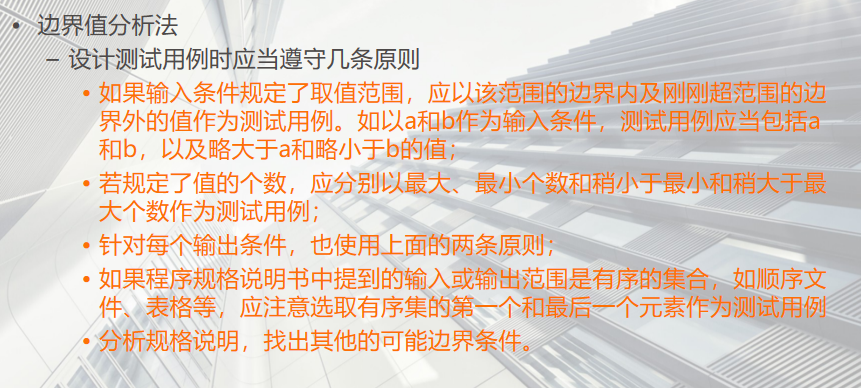 • 边界值分析法
– 设计测试用例时应当遵守几条原则
• 如果输入条件规定了取值范围，应以该范围的边界内及刚刚超范围的边
界外的值作为测试用例。如以a和b作为输入条件，测试用例应当包括a
和b，以及略大于a和略小于b的值；
• 若规定了值的个数，应分别以最大、最小个数和稍小于最小和稍大于最
大个数作为测试用例；
• 针对每个输出条件，也使用上面的两条原则；
• 如果程序规格说明书中提到的输入或输出范围是有序的集合，如顺序文
件、表格等，应注意选取有序集的第一个和最后一个元素作为测试用例
• 分析规格说明，找出其他的可能边界条件。